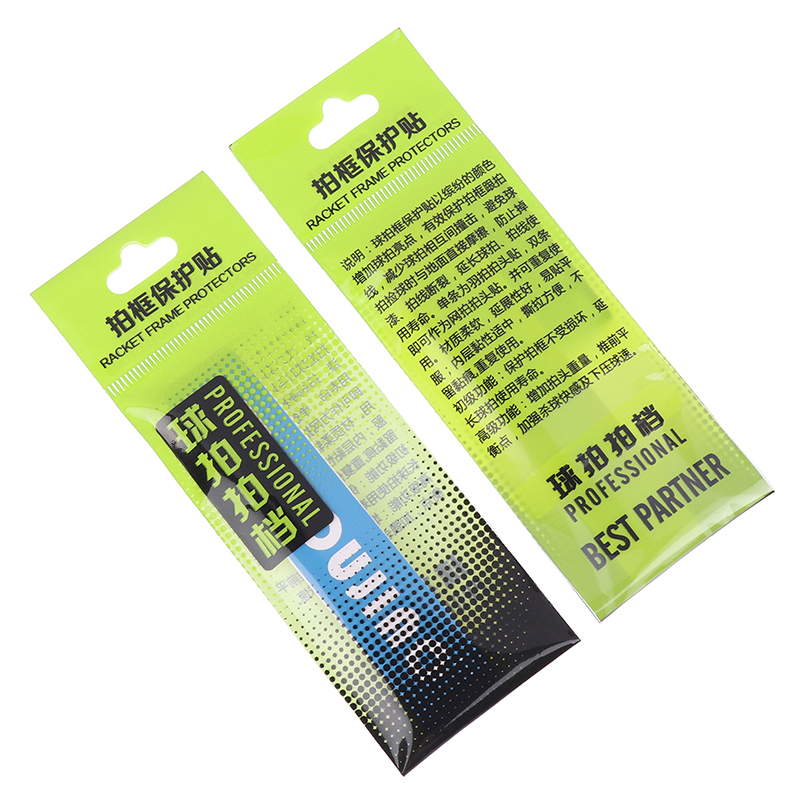 拍框保护贴
RACKET FRAME PROTECTORS
PROFESSIONAL
球拍拍档
拍框保护贴
RACKET FRAME PROTECTORS
说明：球拍框保护贴以缤纷的颜色
增加球拍亮点，有效保护拍框跟拍
线，减少球拍相互间撞击，避免球
拍捡球时与地面直接摩擦，防止掉
漆、拍线断裂，延长球拍、拍线使
用寿命。单条为羽拍拍头贴，双条
即可作为网拍拍头贴，并可重复使
用。材质柔软，延展性好，易贴平
服，内层黏性适中，撕拉方便，不
留黏痕,重复使用。
初级功能：保护拍框不受损坏，延
长球拍使用寿命。
高级功能：增加拍头重量，推前平
衡点，加强杀球快感及下压球速。
球拍拍档
PROFESSIONAL
BEST PARTNER